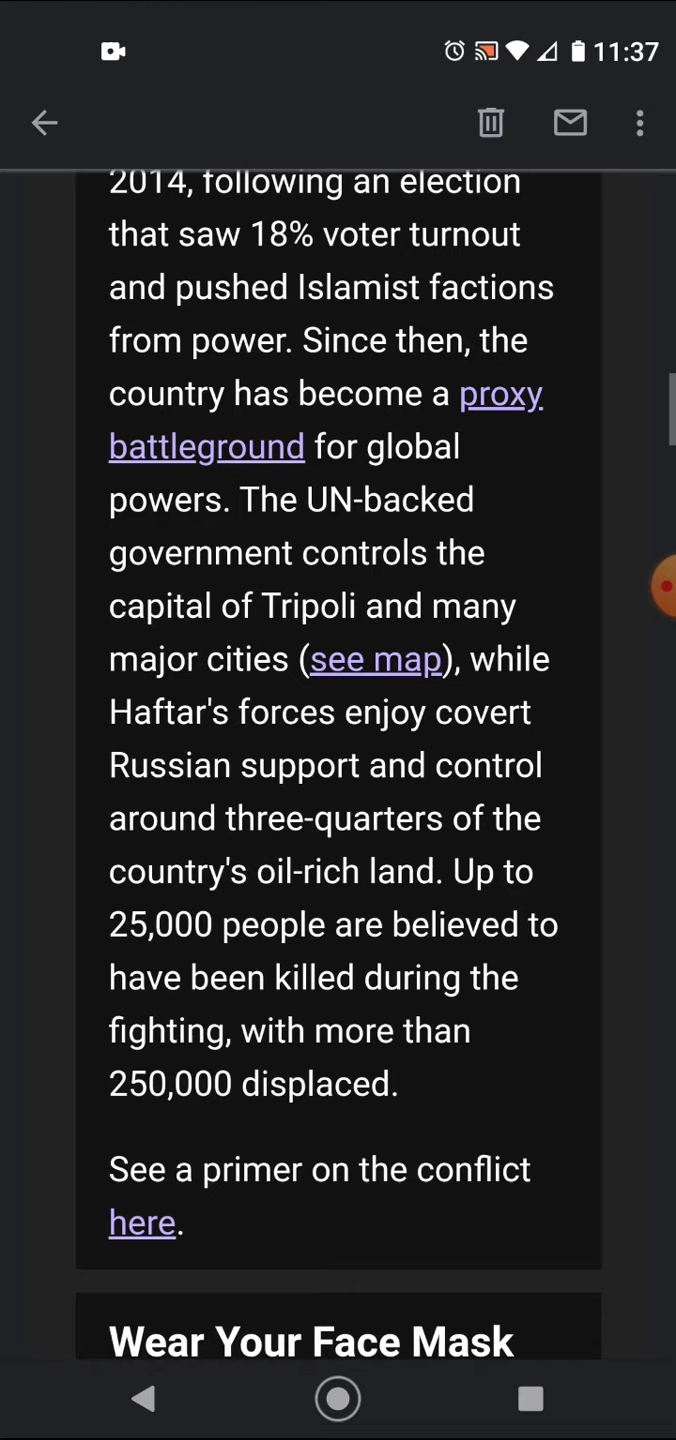 11:37
2014, following an election
that saw 18% voter turnout
and pushed Islamist factions
from power. Since then, the
country has become a proxy
battleground for global
powers. The UN-backed
government controls the
capital of Tripoli and many
major cities (see map), while
Haftar's forces enjoy covert
Russian support and control
around three-quarters of the
country's oil-rich land. Up to
25,000 people are believed to
have been killed during the
fighting, with more than
250,000 displaced.
See a primer on the conflict
here.
Wear Your Face Mask